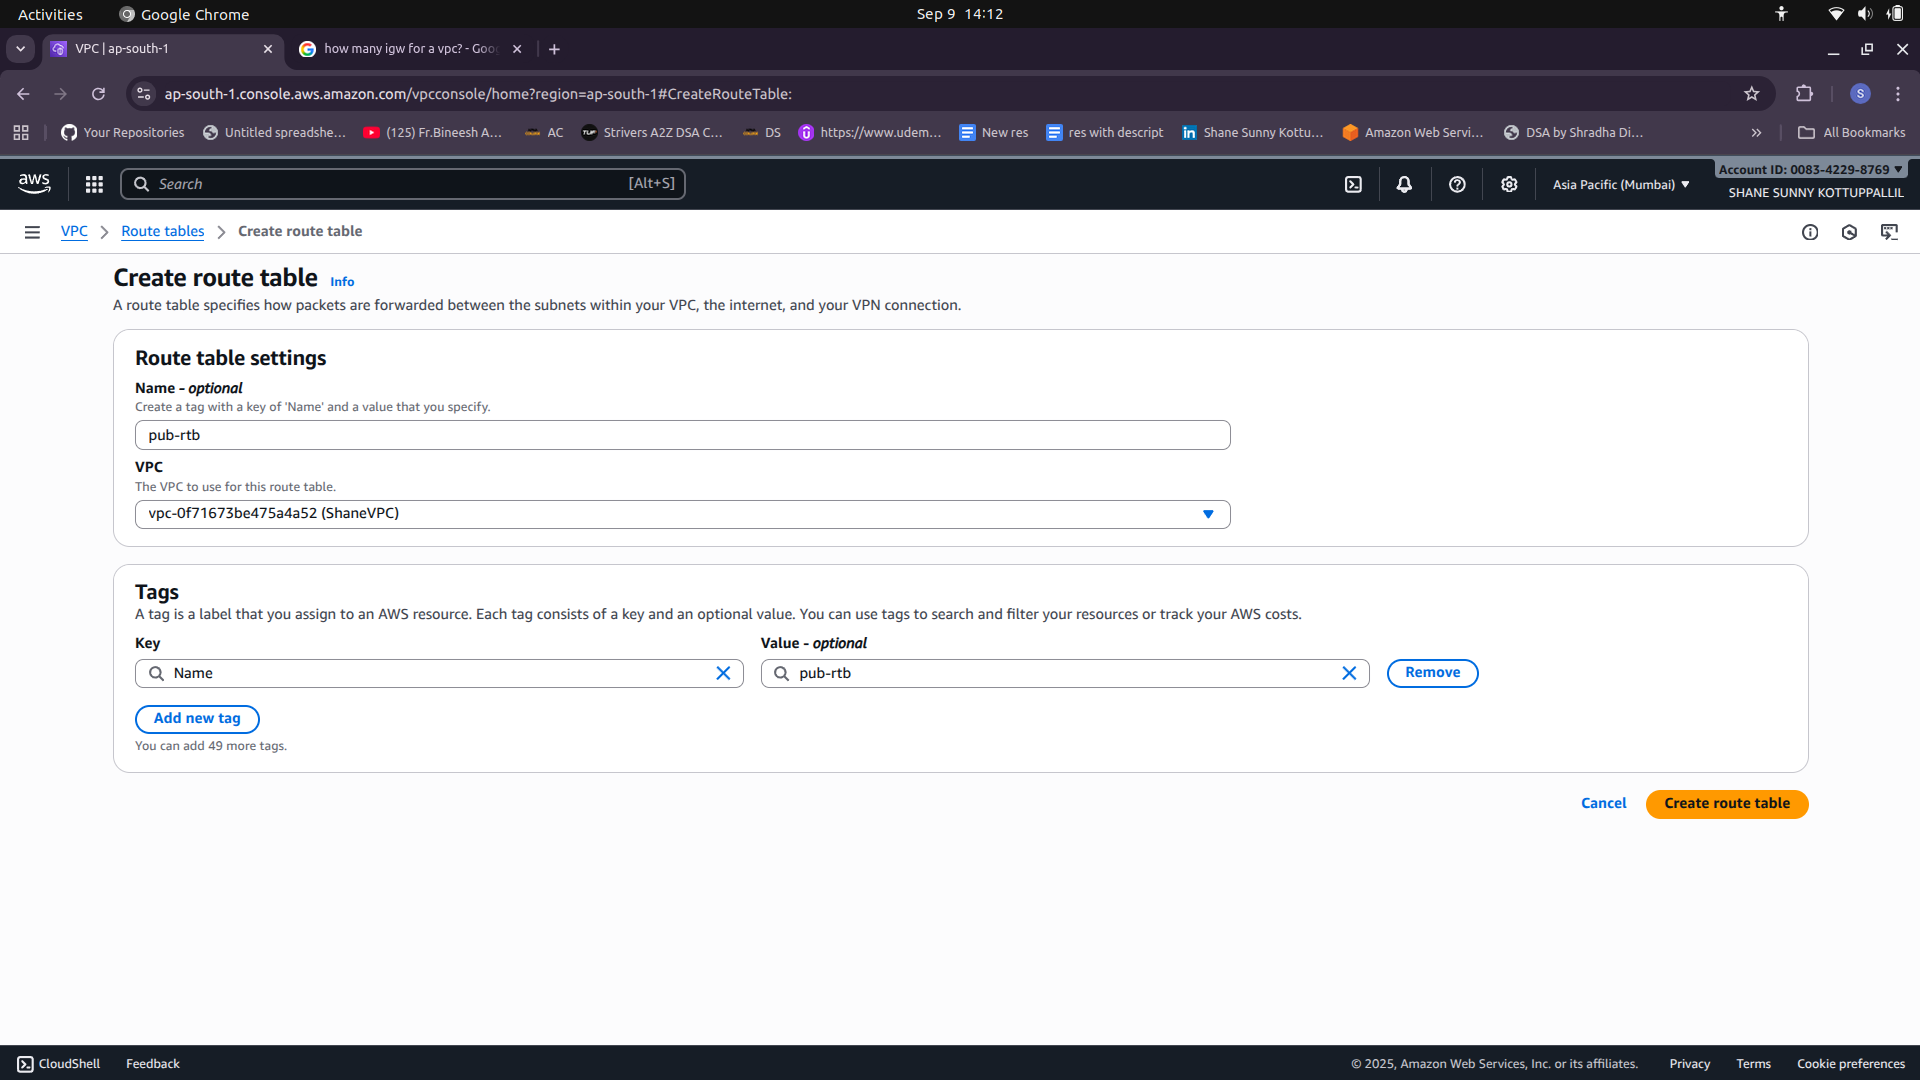 Activities
Google Chrome
Sep 9 14:12
VPC | ap-south-1
how many igw for a vpc? - Goo
ap-south-1.console.aws.amazon.com/vpcconsole/home?region=ap-south-1#CreateRouteTable:
S
Your Repositories
Untitled spreadshe...
(125) Fr.Bineesh A...
AC
Strivers A2Z DSA C...
DS
https://www.udem...
New res
res with descript
Shane Sunny Kottu...
Amazon Web Servi...
DSA by Shradha Di...
All Bookmarks
aws
Search
[Alt+S]
Asia Pacific (Mumbai)
Account ID: 0083-4229-8769
SHANE SUNNY KOTTUPPALLIL
VPC
Route tables
Create route table
Create route table
Info
A route table specifies how packets are forwarded between the subnets within your VPC, the internet, and your VPN connection.
Route table settings
Name - optional
Create a tag with a key of 'Name' and a value that you specify.
pub-rtb
VPC
The VPC to use for this route table.
vpc-0f71673be475a4a52 (ShaneVPC)
Tags
A tag is a label that you assign to an AWS resource. Each tag consists of a key and an optional value. You can use tags to search and filter your resources or track your AWS costs.
Key
Value - optional
Name
pub-rtb
Remove
Add new tag
You can add 49 more tags.
Cancel
Create route table
CloudShell
Feedback
© 2025, Amazon Web Services, Inc. or its affiliates.
Privacy
Terms
Cookie preferences